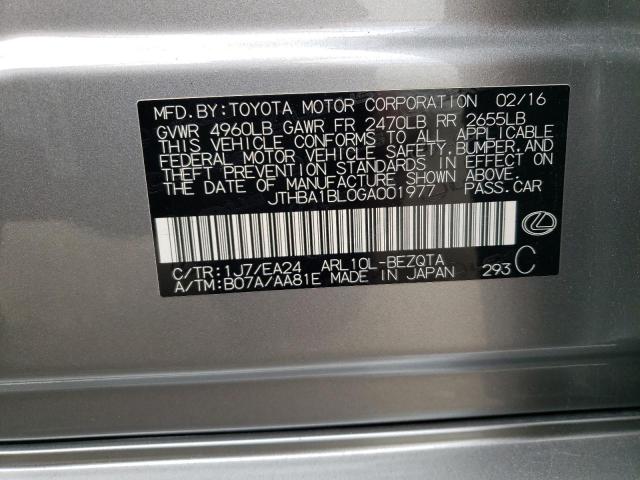 MFD. BY: TOYOTA MOTOR CORPORATION 02/16
GVWR 4960LB GAWR FR 2470LB RR 2655LB
THIS VEHICLE CONFORMS TO ALL APPLICABLE
FEDERAL MOTOR VEHICLE SAFETY, BUMPER, AND
THEFT PREVENTION STANDARDS IN EFFECT ON
THE DATE OF MANUFACTURE SHOWN ABOVE.
JTHBA1BL0GA001977 PASS.CAR
C/TR:1J7/EA24 ARL10L-BEZQTA
A/TM:B07A/AA81E MADE IN JAPAN 293 C